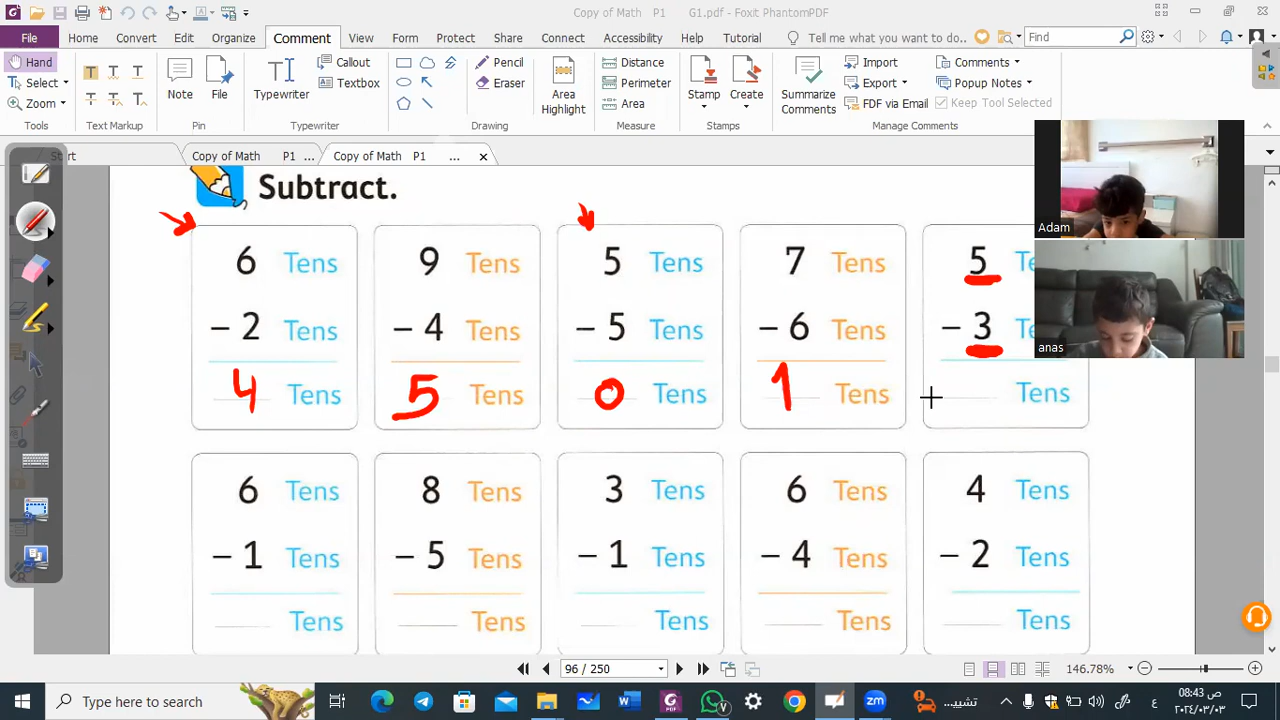 Copy of Math P1 G1.pdf - Foxit PhantomPDF
File Home Convert Edit Organize Comment View Form Protect Share Connect Accessibility Help Tutorial Tell me what you want to do.. Find
Hand
Select
Zoom
Tools
Text Markup
Note
File
Pin
Typewriter
Callout
Textbox
Typewriter
Pencil
Eraser
Drawing
Area Highlight
Distance
Perimeter
Area
Measure
Stamp
Create
Stamps
Summarize Comments
Import
Export
FDF via Email
Comments
Popup Notes
Keep Tool Selected
Manage Comments
Start Copy of Math P1 ... Copy of Math P1 ...
Adam
anas
Subtract.
6 Tens 9 Tens 5 Tens 7 Tens 5
- 2 Tens - 4 Tens - 5 Tens - 6 Tens - 3
4 Tens 5 Tens 0 Tens 1 Tens Tens
6 Tens 8 Tens 3 Tens 6 Tens 4 Tens
- 1 Tens - 5 Tens - 1 Tens - 4 Tens - 2 Tens
Tens Tens Tens Tens Tens
96 / 250 146.78%
Type here to search
ع
08:43 ص
٢٠٢٤/٠٣/٠٣